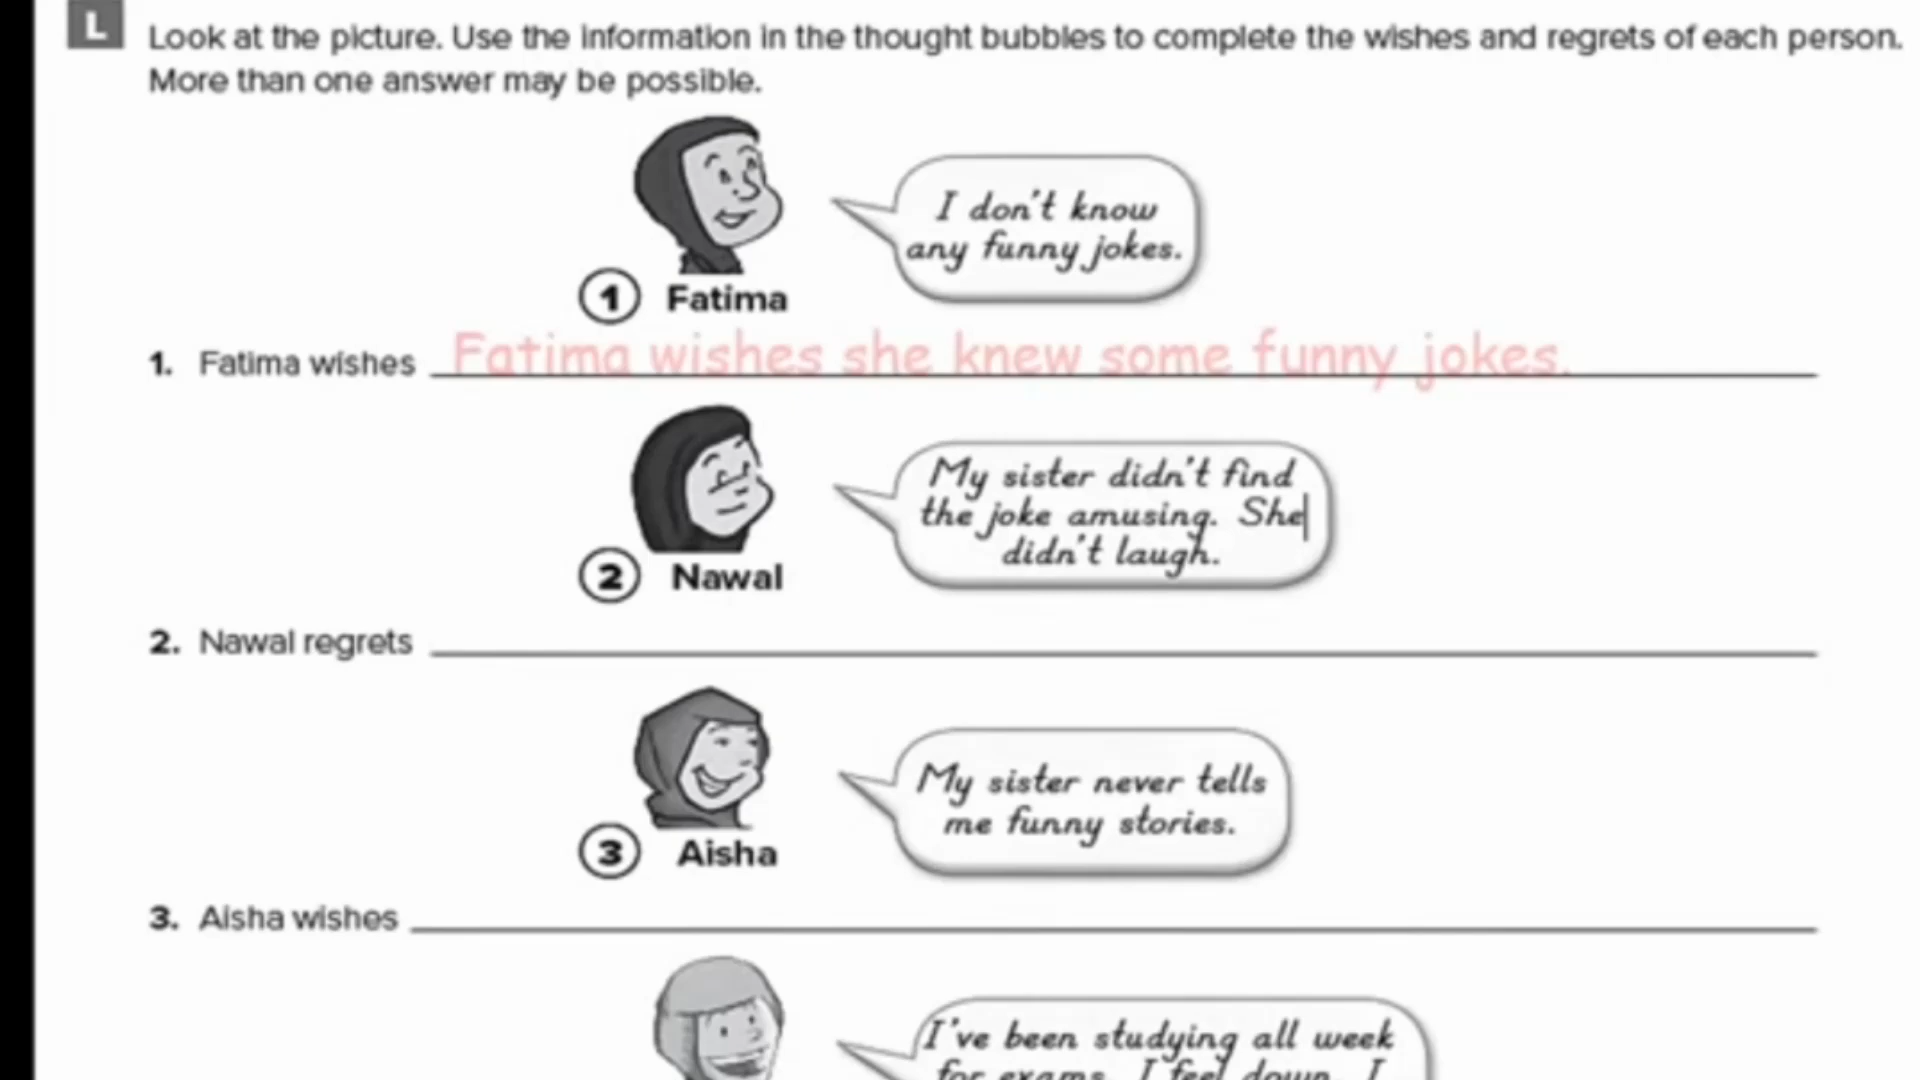 L
Look at the picture. Use the information in the thought bubbles to complete the wishes and regrets of each person.
More than one answer may be possible.
I don't know
any funny jokes.
1 Fatima
1. Fatima wishes Fatima wishes she knew some funny jokes.
My sister didn't find
the joke amusing. She
didn't laugh.
2 Nawal
2. Nawal regrets
My sister never tells
me funny stories.
3 Aisha
3. Aisha wishes
I've been studying all week
for exams. I feel down. I